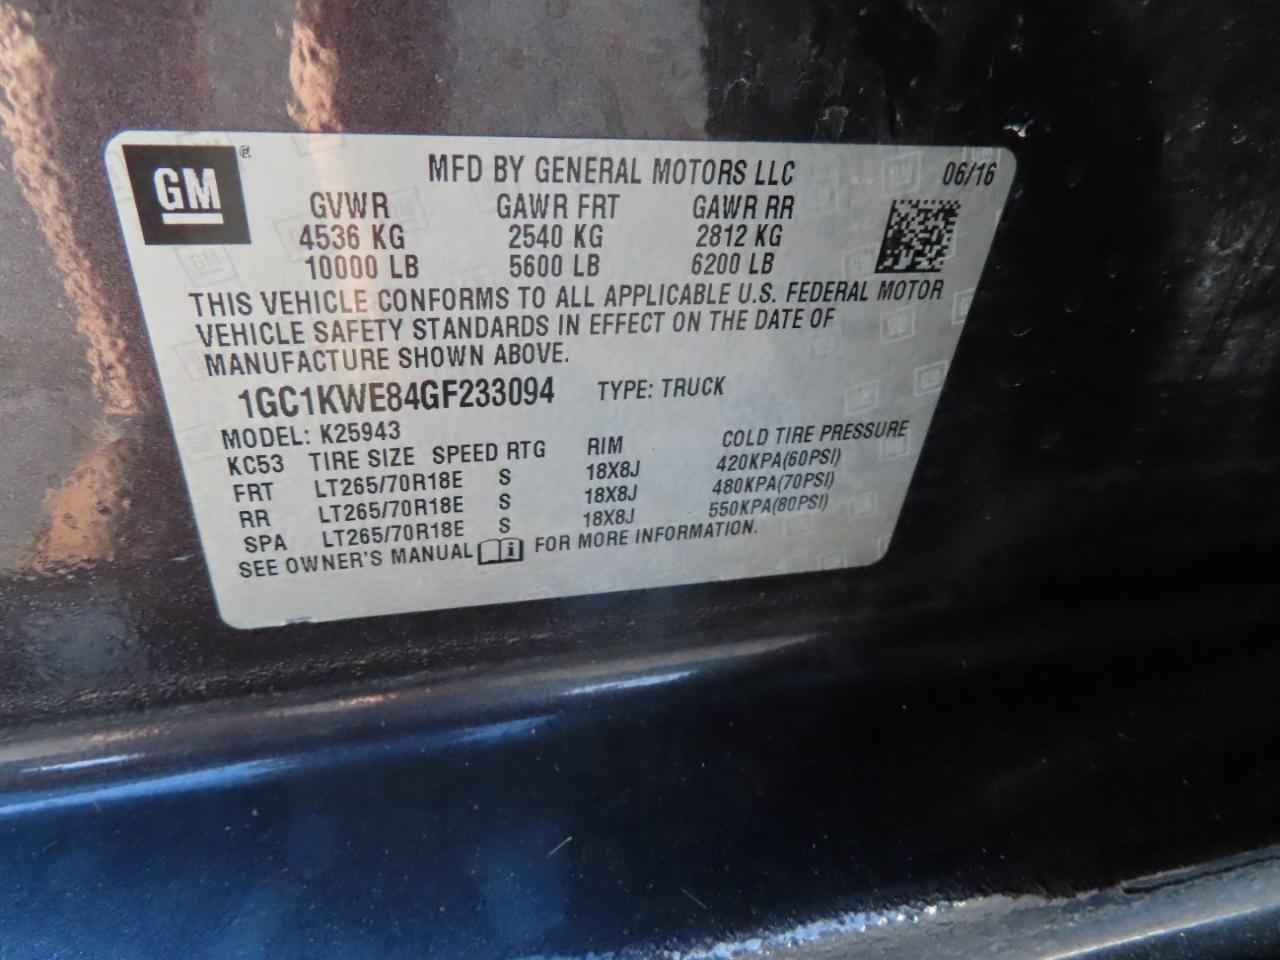 GM ®
MFD BY GENERAL MOTORS LLC 06/16
GVWR GAWR FRT GAWR RR
4536 KG 2540 KG 2812 KG
10000 LB 5600 LB 6200 LB
THIS VEHICLE CONFORMS TO ALL APPLICABLE U.S. FEDERAL MOTOR
VEHICLE SAFETY STANDARDS IN EFFECT ON THE DATE OF
MANUFACTURE SHOWN ABOVE.
1GC1KWE84GF233094 TYPE: TRUCK
MODEL: K25943
KC53 TIRE SIZE SPEED RTG RIM COLD TIRE PRESSURE
FRT LT265/70R18E S 18X8J 420KPA(60PSI)
RR LT265/70R18E S 18X8J 480KPA(70PSI)
SPA LT265/70R18E S 18X8J 550KPA(80PSI)
SEE OWNER'S MANUAL i FOR MORE INFORMATION.